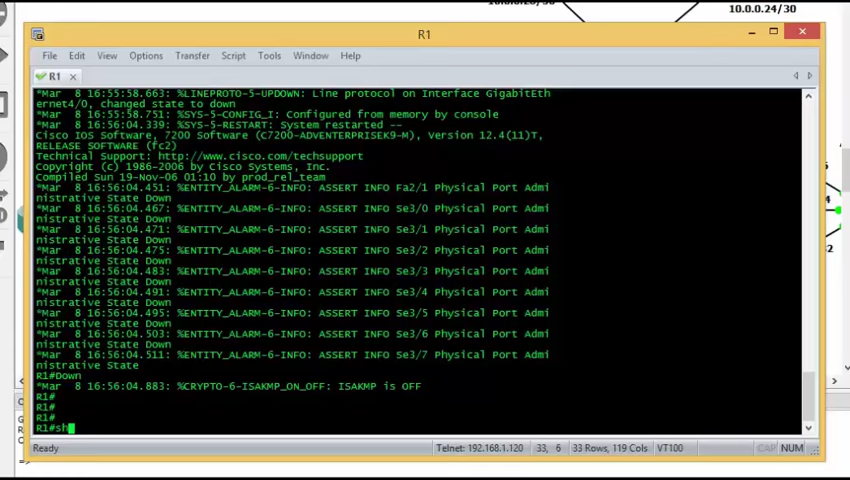 10.0.0.24/30
R1
File Edit View Options Transfer Script Tools Window Help
R1
*Mar  8 16:55:58.663: %LINEPROTO-5-UPDOWN: Line protocol on Interface GigabitEth
ernet4/0, changed state to down
*Mar  8 16:55:58.751: %SYS-5-CONFIG_I: Configured from memory by console
*Mar  8 16:56:04.339: %SYS-5-RESTART: System restarted --
Cisco IOS Software, 7200 Software (C7200-ADVENTERPRISEK9-M), Version 12.4(11)T,
RELEASE SOFTWARE (fc2)
Technical Support: http://www.cisco.com/techsupport
Copyright (c) 1986-2006 by Cisco Systems, Inc.
Compiled Sun 19-Nov-06 01:10 by prod_rel_team
*Mar  8 16:56:04.451: %ENTITY_ALARM-6-INFO: ASSERT INFO Fa2/1 Physical Port Admi
nistrative State Down
*Mar  8 16:56:04.467: %ENTITY_ALARM-6-INFO: ASSERT INFO Se3/0 Physical Port Admi
nistrative State Down
*Mar  8 16:56:04.471: %ENTITY_ALARM-6-INFO: ASSERT INFO Se3/1 Physical Port Admi
nistrative State Down
*Mar  8 16:56:04.475: %ENTITY_ALARM-6-INFO: ASSERT INFO Se3/2 Physical Port Admi
nistrative State Down
*Mar  8 16:56:04.483: %ENTITY_ALARM-6-INFO: ASSERT INFO Se3/3 Physical Port Admi
nistrative State Down
*Mar  8 16:56:04.491: %ENTITY_ALARM-6-INFO: ASSERT INFO Se3/4 Physical Port Admi
nistrative State Down
*Mar  8 16:56:04.495: %ENTITY_ALARM-6-INFO: ASSERT INFO Se3/5 Physical Port Admi
nistrative State Down
*Mar  8 16:56:04.503: %ENTITY_ALARM-6-INFO: ASSERT INFO Se3/6 Physical Port Admi
nistrative State Down
*Mar  8 16:56:04.511: %ENTITY_ALARM-6-INFO: ASSERT INFO Se3/7 Physical Port Admi
nistrative State
R1#Down
*Mar  8 16:56:04.883: %CRYPTO-6-ISAKMP_ON_OFF: ISAKMP is OFF
R1#
R1#
R1#
R1#sh
Ready Telnet: 192.168.1.120 33, 6 33 Rows, 119 Cols VT100 CAP NUM
=>